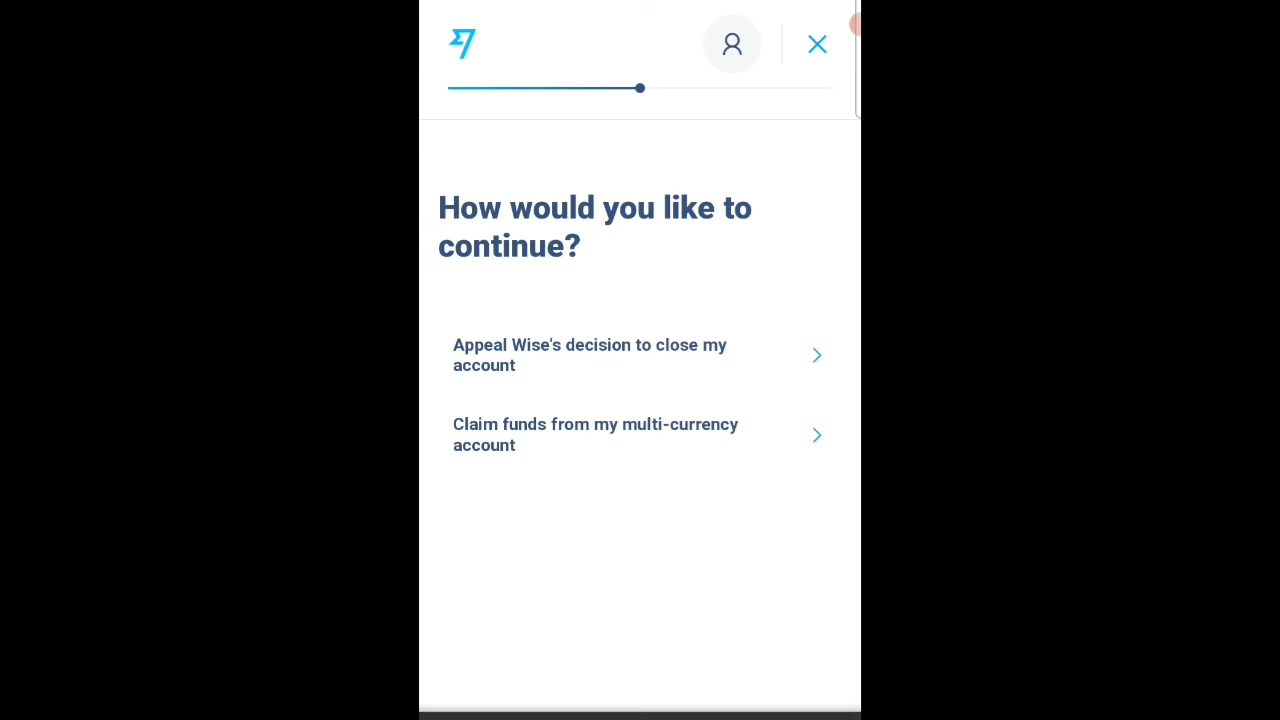 How would you like to
continue?
Appeal Wise's decision to close my
account
Claim funds from my multi-currency
account